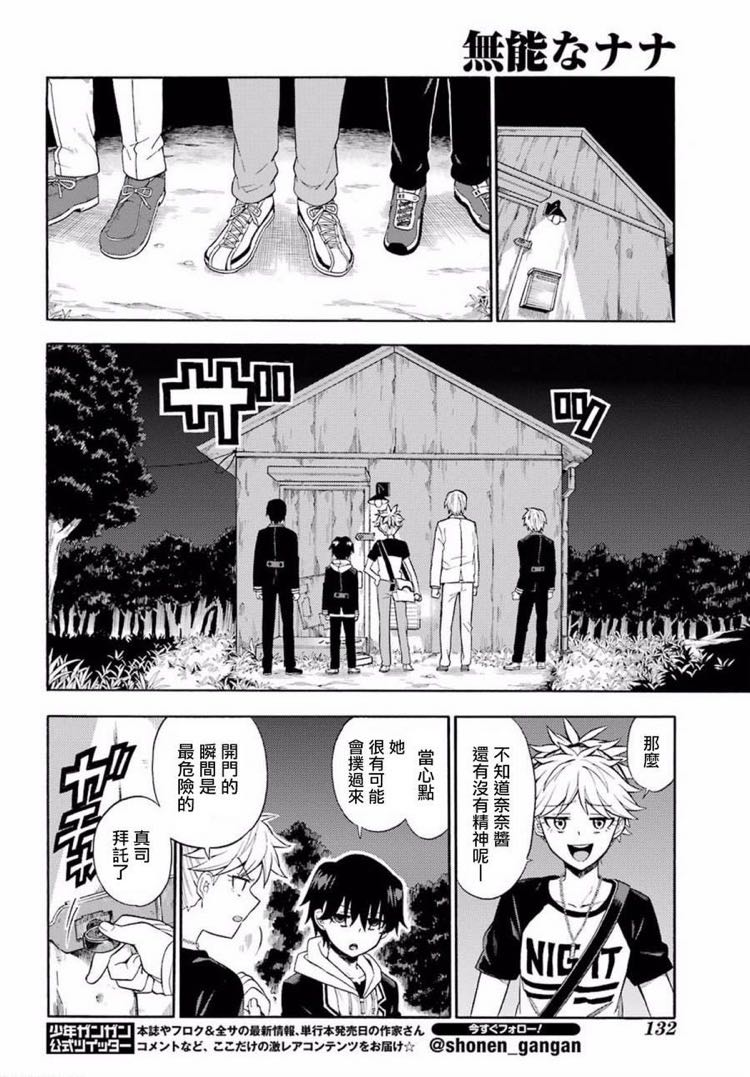 無能なナナ
ザ
那麼
不知道奈奈醬
還有沒有精神呢ー
當心點
她
很有可能
會撲過來
開門的
瞬間是
最危險的
真司
拜託了
NIGHT
少年ガンガン
公式ツイッター
本誌やフロク&全サの最新情報、単行本発売日の作家さん
コメントなど、ここだけの激レアコンテンツをお届け☆
今すぐフォロー!
@shonen_gangan
132